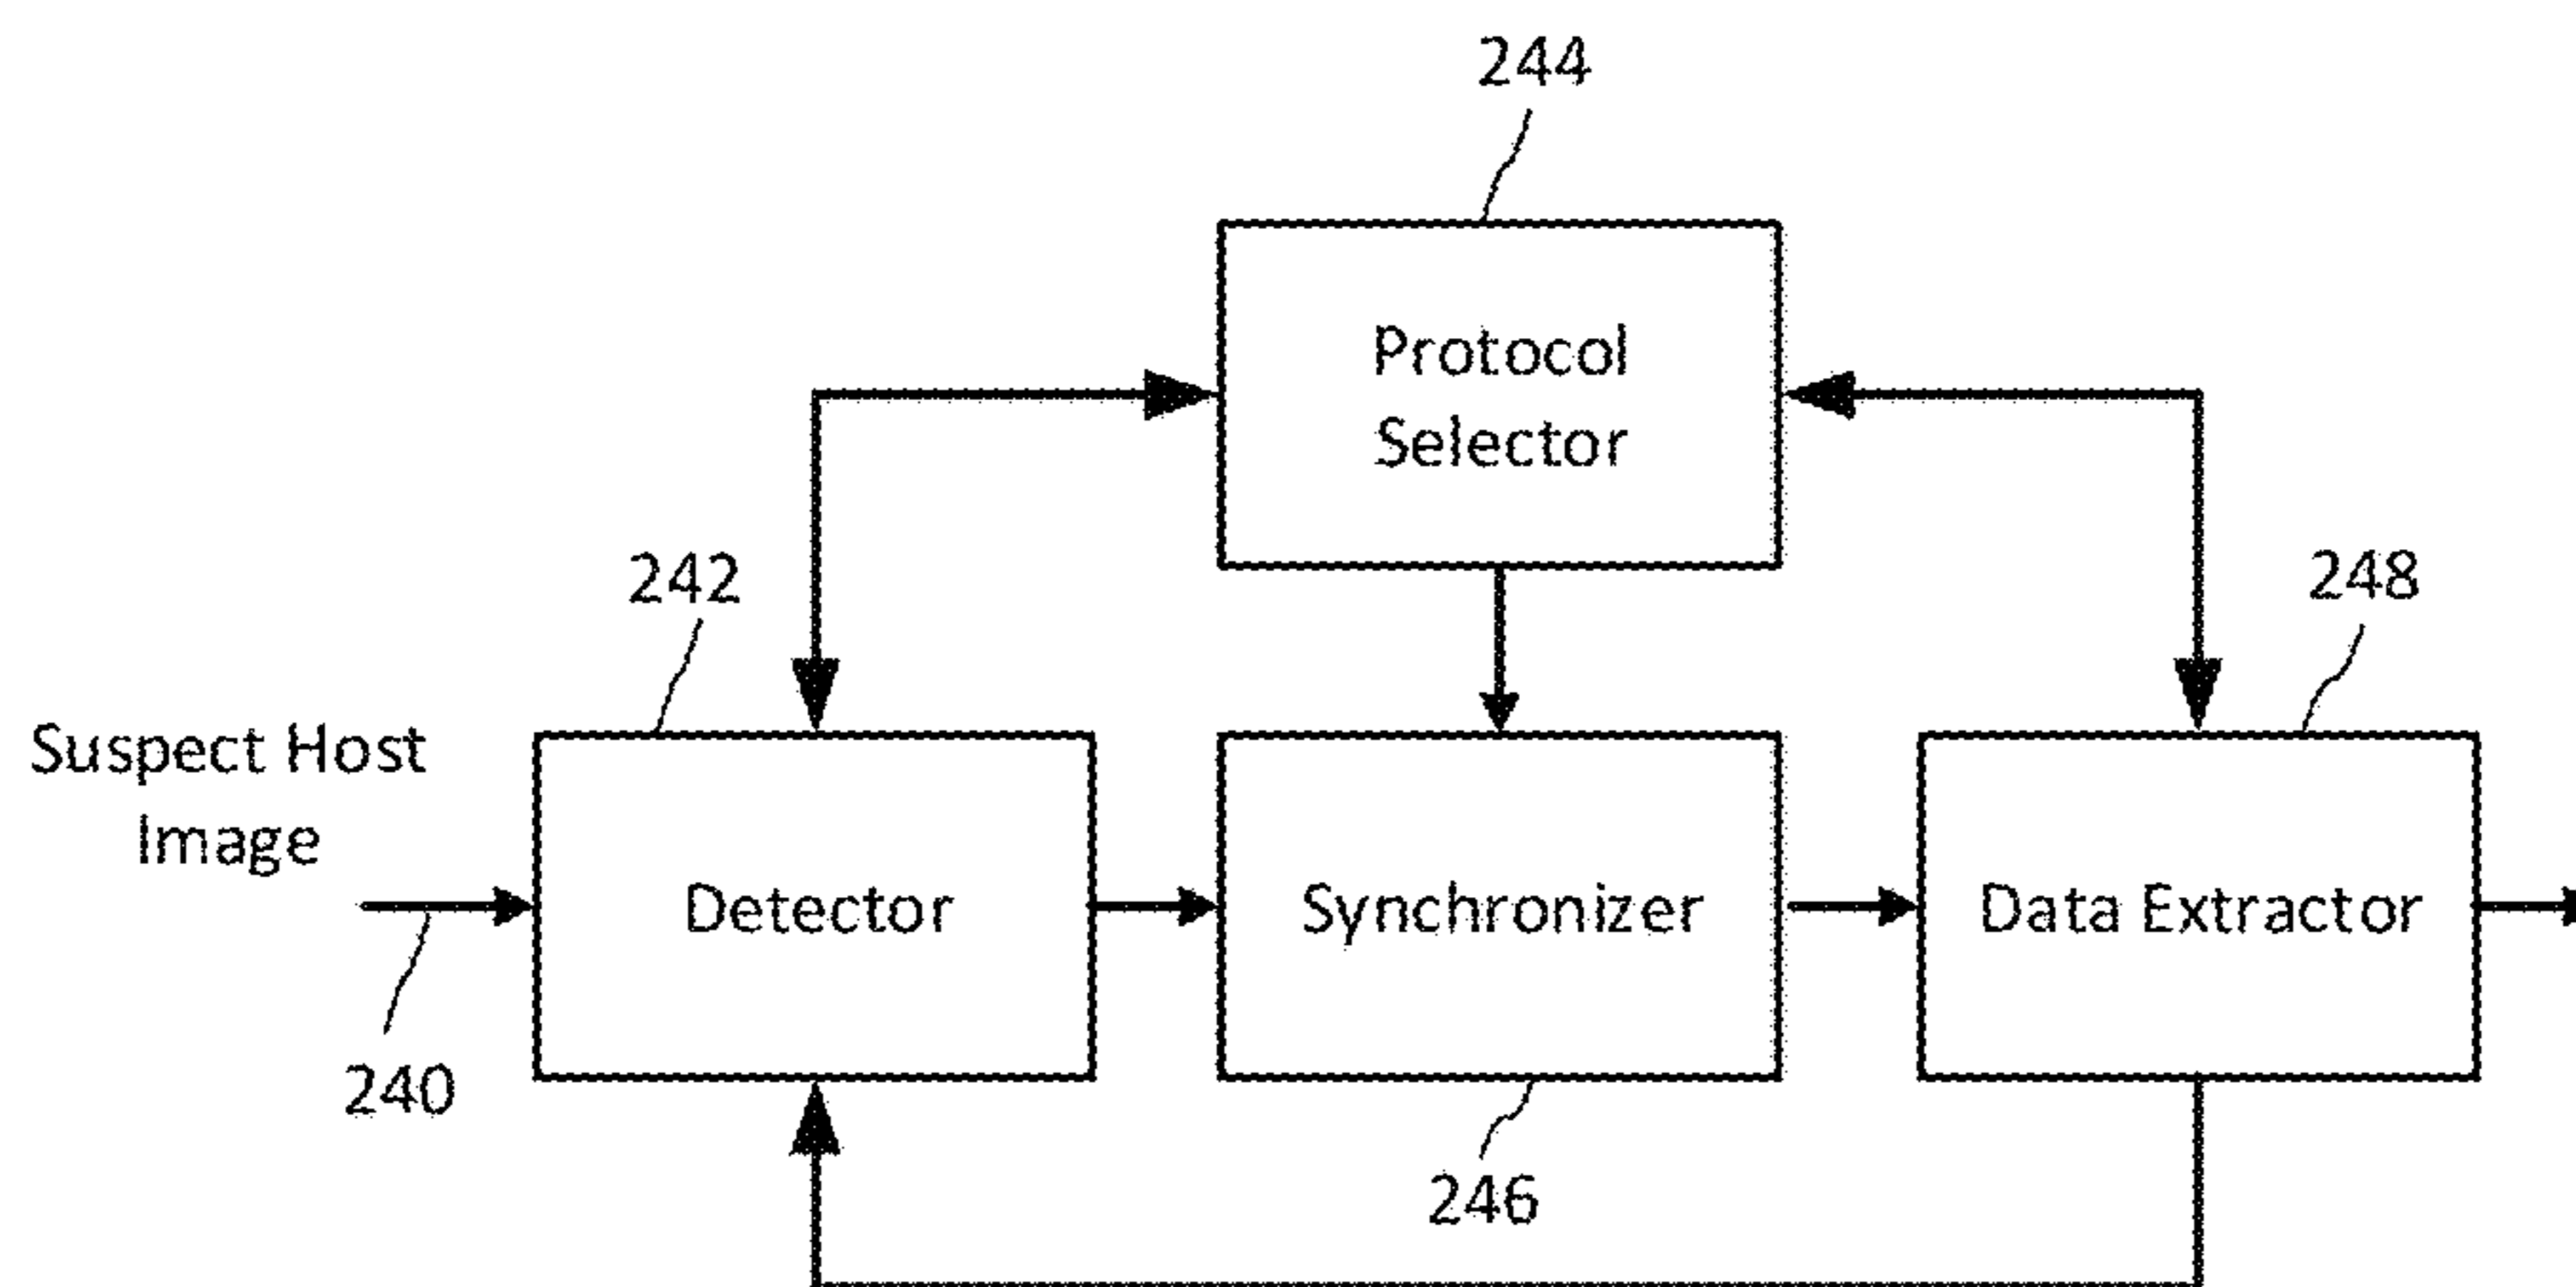 244
Protocol
Selector
242
248
Suspect Host
Image
Detector
Synchronizer
Data Extractor
240
246